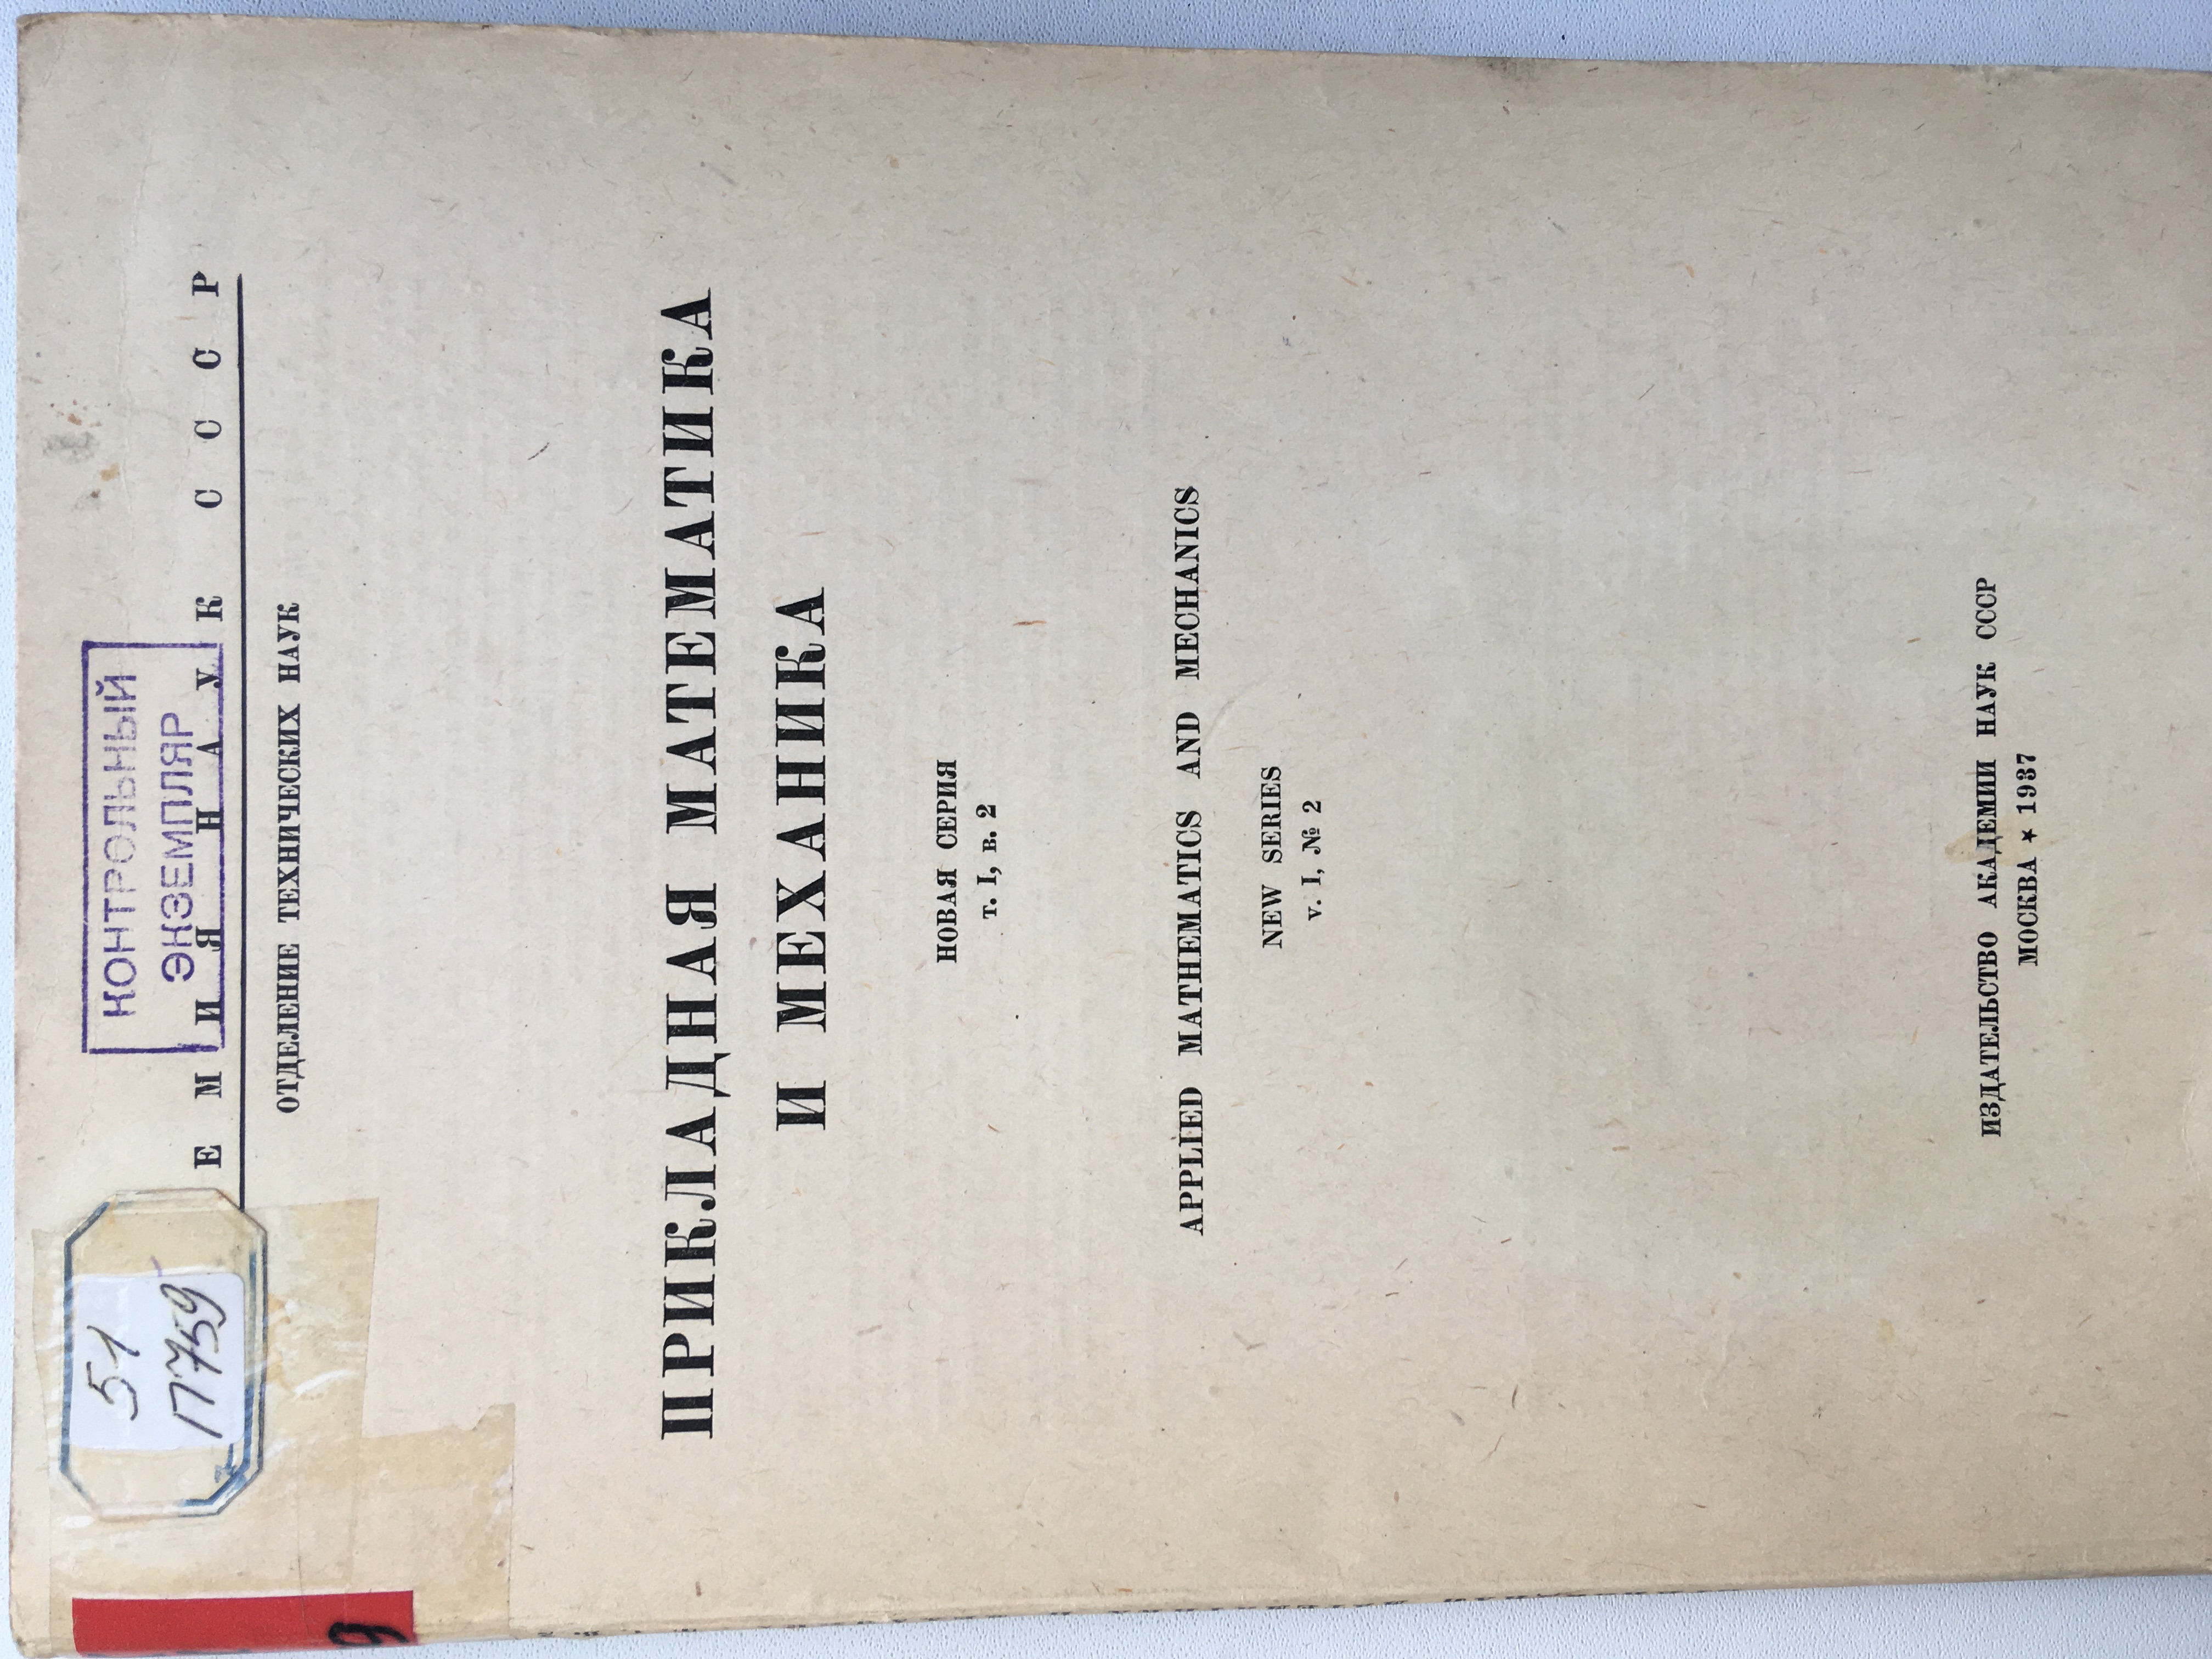 КОНТРОЛЬНЫЙ
ЭКЗЕМПЛЯР
Е М И Я Н А У К С С С Р
ОТДЕЛЕНИЕ ТЕХНИЧЕСКИХ НАУК
51
П759
ПРИКЛАДНАЯ МАТЕМАТИКА
И МЕХАНИКА
НОВАЯ СЕРИЯ
т. I, в. 2
APPLIED MATHEMATICS AND MECHANICS
NEW SERIES
v. I, № 2
ИЗДАТЕЛЬСТВО АКАДЕМИИ НАУК СССР
МОСКВА ★ 1937